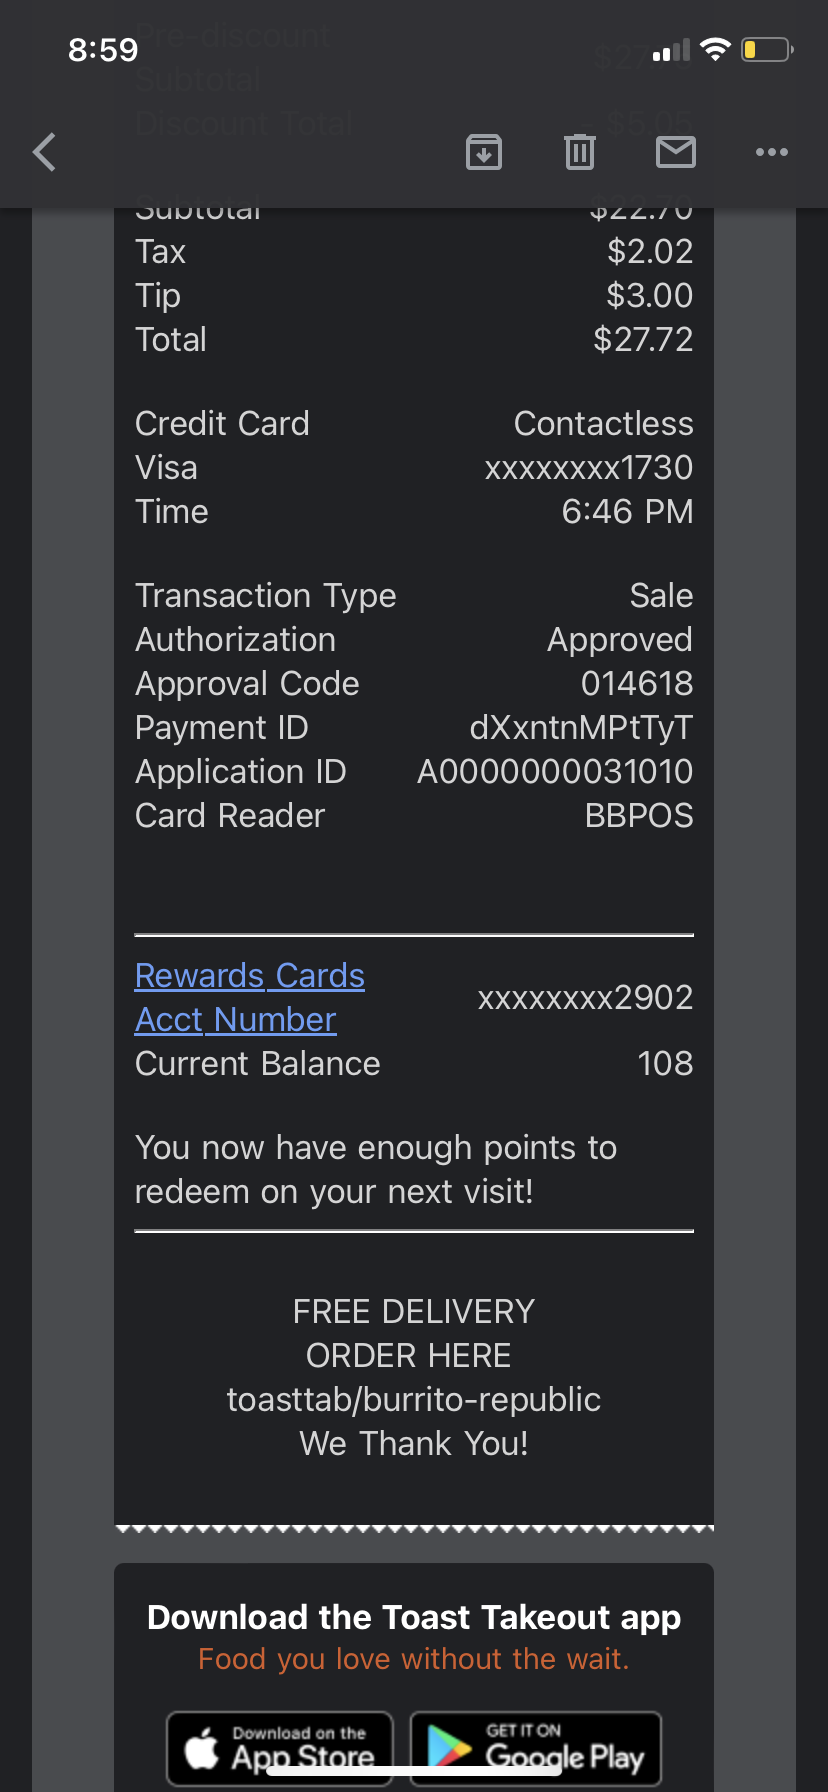 8:59
Pre-discount
Subtotal
Discount Total - $5.05
Subtotal $22.70
Tax $2.02
Tip $3.00
Total $27.72
Credit Card Contactless
Visa xxxxxxxx1730
Time 6:46 PM
Transaction Type Sale
Authorization Approved
Approval Code 014618
Payment ID dXxntnMPtTyT
Application ID A0000000031010
Card Reader BBPOS
Rewards Cards
Acct Number xxxxxxxx2902
Current Balance 108
You now have enough points to
redeem on your next visit!
FREE DELIVERY
ORDER HERE
toasttab/burrito-republic
We Thank You!
Download the Toast Takeout app
Food you love without the wait.
Download on the
App Store
GET IT ON
Google Play